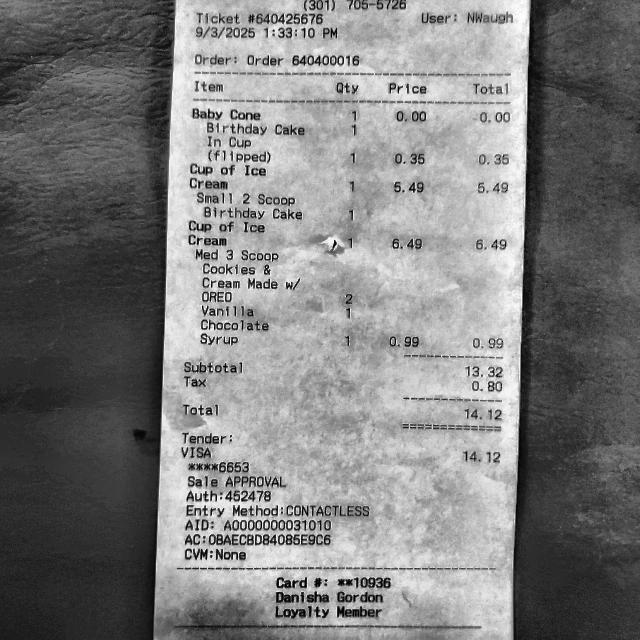 (301) 705-5726
Ticket #640425676 User: NWaugh
9/3/2025 1:33:10 PM
Order: Order 640400016
Item Qty Price Total
Baby Cone 1 0.00 0.00
Birthday Cake 1
In Cup
(flipped) 1 0.35 0.35
Cup of Ice
Cream 1 5.49 5.49
Small 2 Scoop
Birthday Cake 1
Cup of Ice
Cream 1 6.49 6.49
Med 3 Scoop
Cookies &
Cream Made w/
OREO 2
Vanilla 1
Chocolate
Syrup 1 0.99 0.99
Subtotal 13.32
Tax 0.80
Total 14.12
Tender:
VISA 14.12
****6653
Sale APPROVAL
Auth:452478
Entry Method:CONTACTLESS
AID: A0000000031010
AC:0BAECBD84085E9C6
CVM:None
Card #: **10936
Danisha Gordon
Loyalty Member